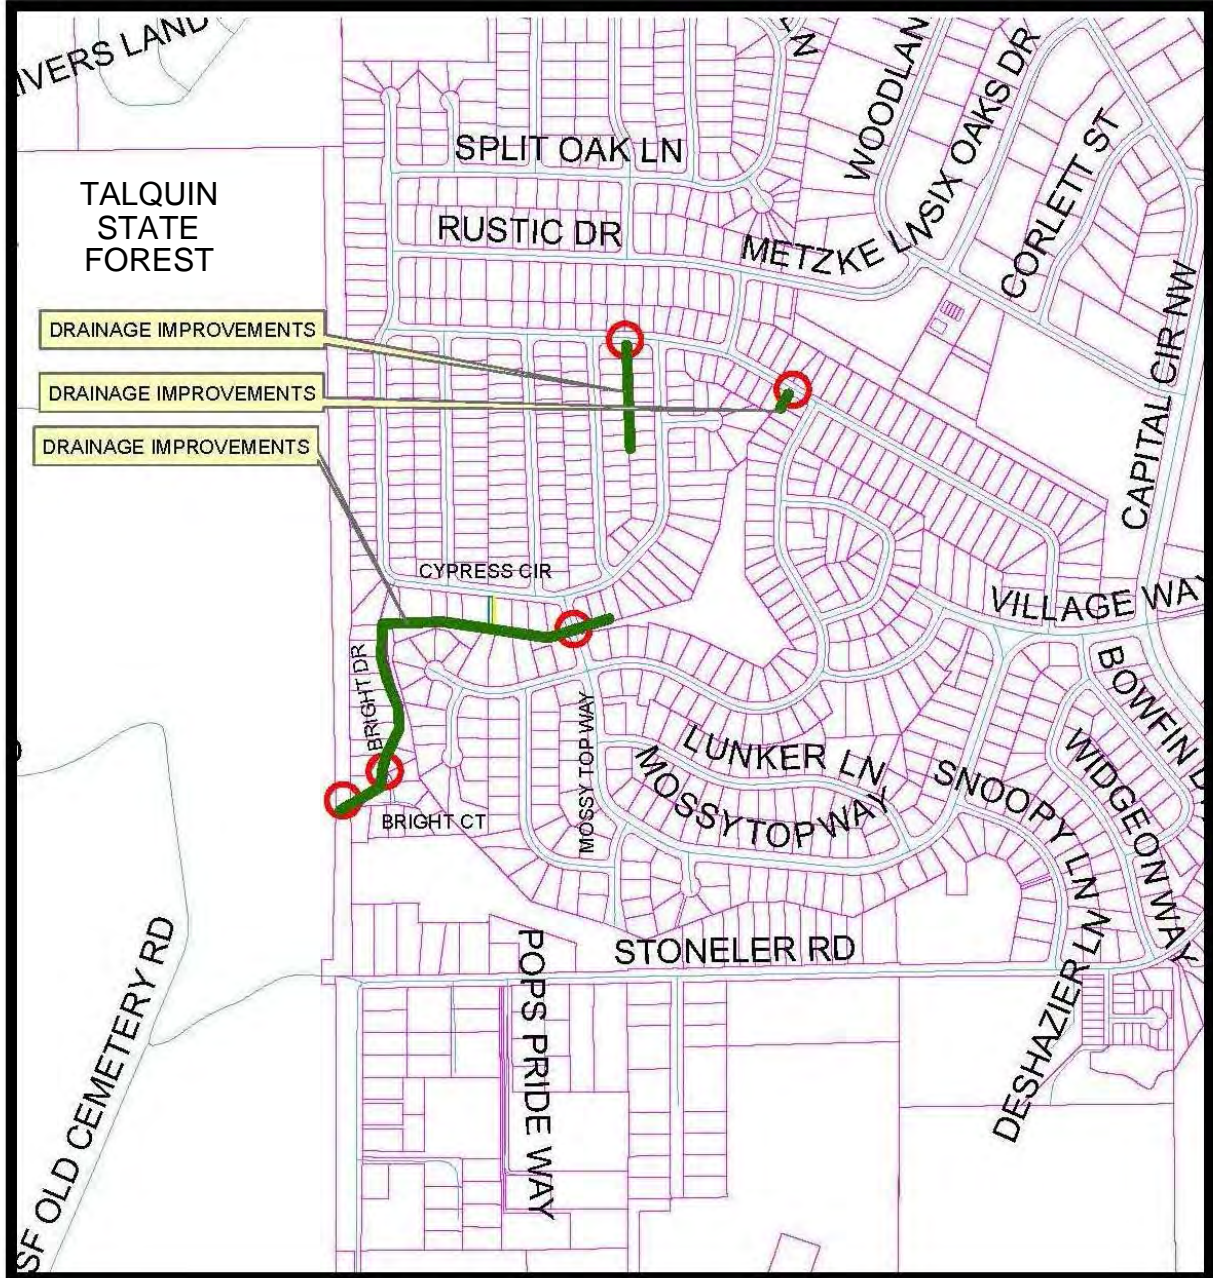 IVERS LAND
WOODLAN
SIX OAKS DR
CORLETT ST
SPLIT OAK LN
TALQUIN
STATE
FOREST
RUSTIC DR
METZKE LN
CAPITAL CIR NW
DRAINAGE IMPROVEMENTS
DRAINAGE IMPROVEMENTS
DRAINAGE IMPROVEMENTS
CYPRESS CIR
VILLAGE WAY
BRIGHT DR
BOWFIN D
MOSSY TOP WAY
LUNKER LN
WIDGEON WAY
MOSSYTOP WAY
SNOOPY LN
BRIGHT CT
STONELER RD
POPS PRIDE WAY
DESHAZIER LN
SF OLD CEMETERY RD